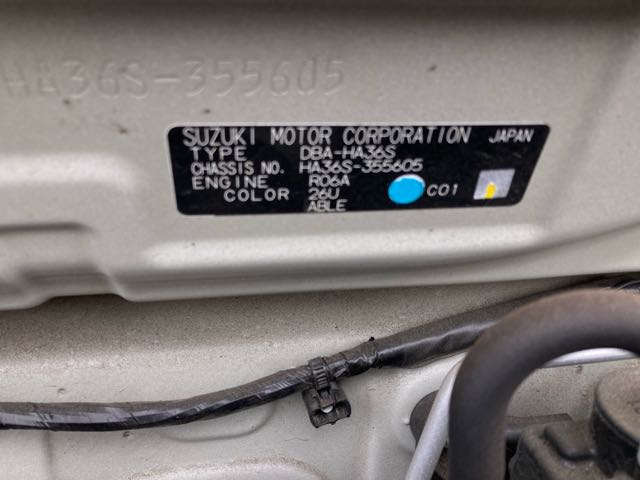 HA36S-355605
SUZUKI MOTOR CORPORATION JAPAN
TYPE DBA-HA36S
CHASSIS NO. HA36S-355605
ENGINE R06A
COLOR 26U C01
ABLE